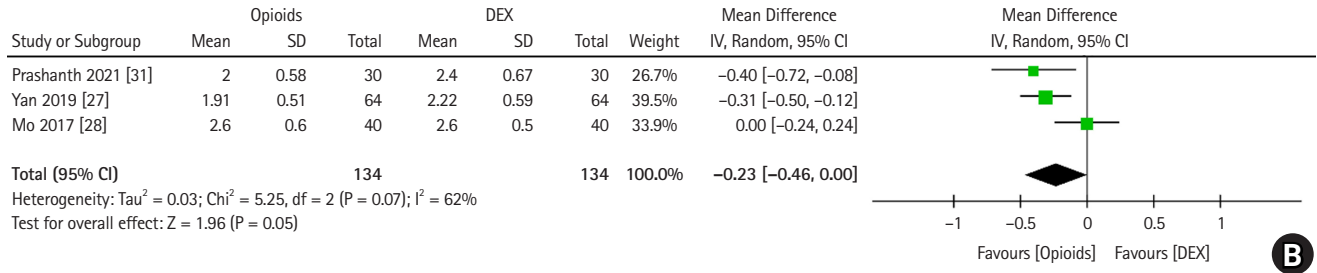 Opioids DEX Mean Difference Mean Difference
Study or Subgroup Mean SD Total Mean SD Total Weight IV, Random, 95% CI IV, Random, 95% CI
Prashanth 2021 [31] 2 0.58 30 2.4 0.67 30 26.7% −0.40 [−0.72, −0.08]
Yan 2019 [27] 1.91 0.51 64 2.22 0.59 64 39.5% −0.31 [−0.50, −0.12]
Mo 2017 [28] 2.6 0.6 40 2.6 0.5 40 33.9% 0.00 [−0.24, 0.24]
Total (95% CI) 134 134 100.0% −0.23 [−0.46, 0.00]
Heterogeneity: Tau² = 0.03; Chi² = 5.25, df = 2 (P = 0.07); I² = 62%
Test for overall effect: Z = 1.96 (P = 0.05)
−1 −0.5 0 0.5 1
Favours [Opioids] Favours [DEX]
B